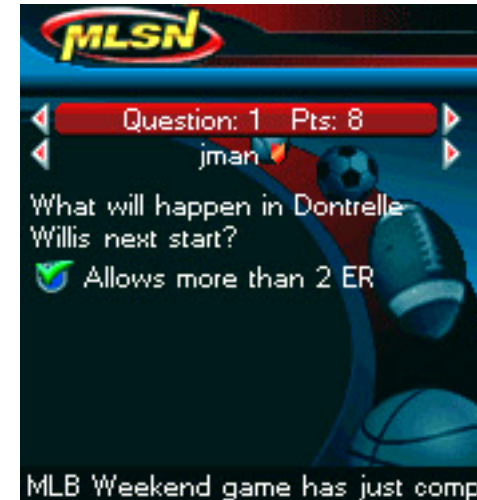 MLSN
Question: 1 Pts: 8
jman
What will happen in Dontrelle
Willis next start?
Allows more than 2 ER
MLB Weekend game has just comp